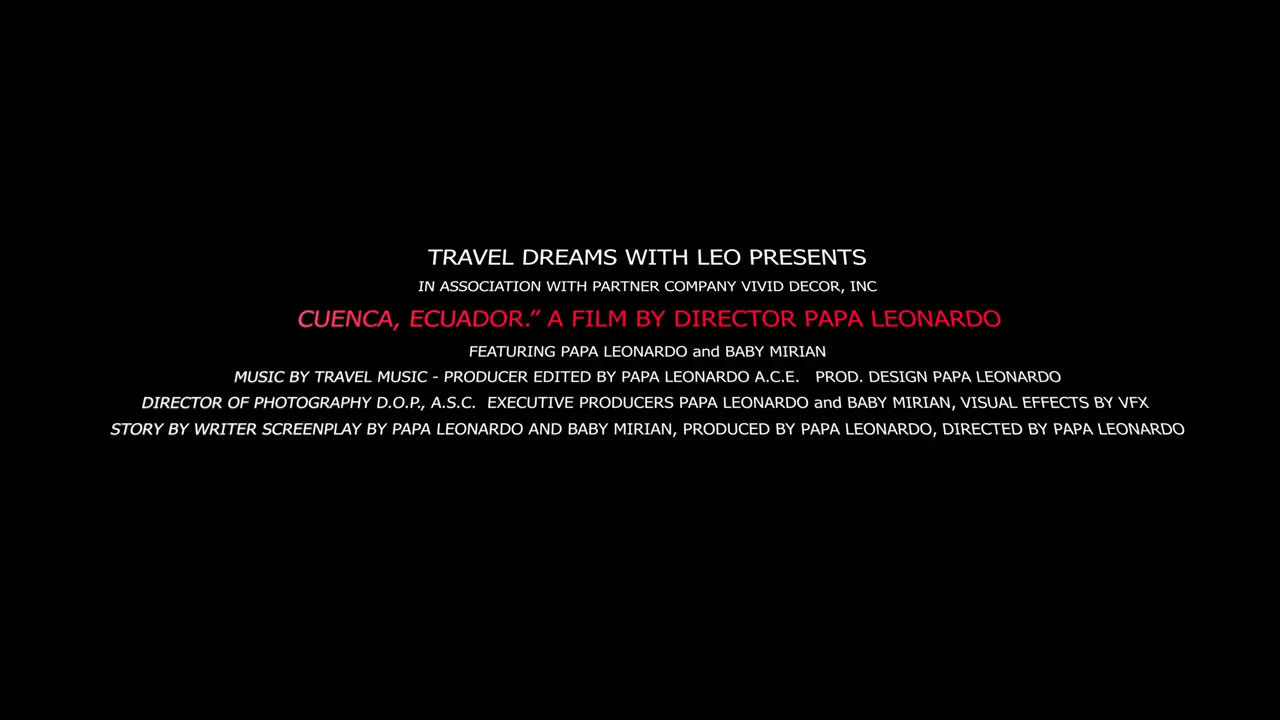 TRAVEL DREAMS WITH LEO PRESENTS
IN ASSOCIATION WITH PARTNER COMPANY VIVID DECOR, INC
CUENCA, ECUADOR.” A FILM BY DIRECTOR PAPA LEONARDO
FEATURING PAPA LEONARDO and BABY MIRIAN
MUSIC BY TRAVEL MUSIC - PRODUCER EDITED BY PAPA LEONARDO A.C.E. PROD. DESIGN PAPA LEONARDO
DIRECTOR OF PHOTOGRAPHY D.O.P., A.S.C. EXECUTIVE PRODUCERS PAPA LEONARDO and BABY MIRIAN, VISUAL EFFECTS BY VFX
STORY BY WRITER SCREENPLAY BY PAPA LEONARDO AND BABY MIRIAN, PRODUCED BY PAPA LEONARDO, DIRECTED BY PAPA LEONARDO